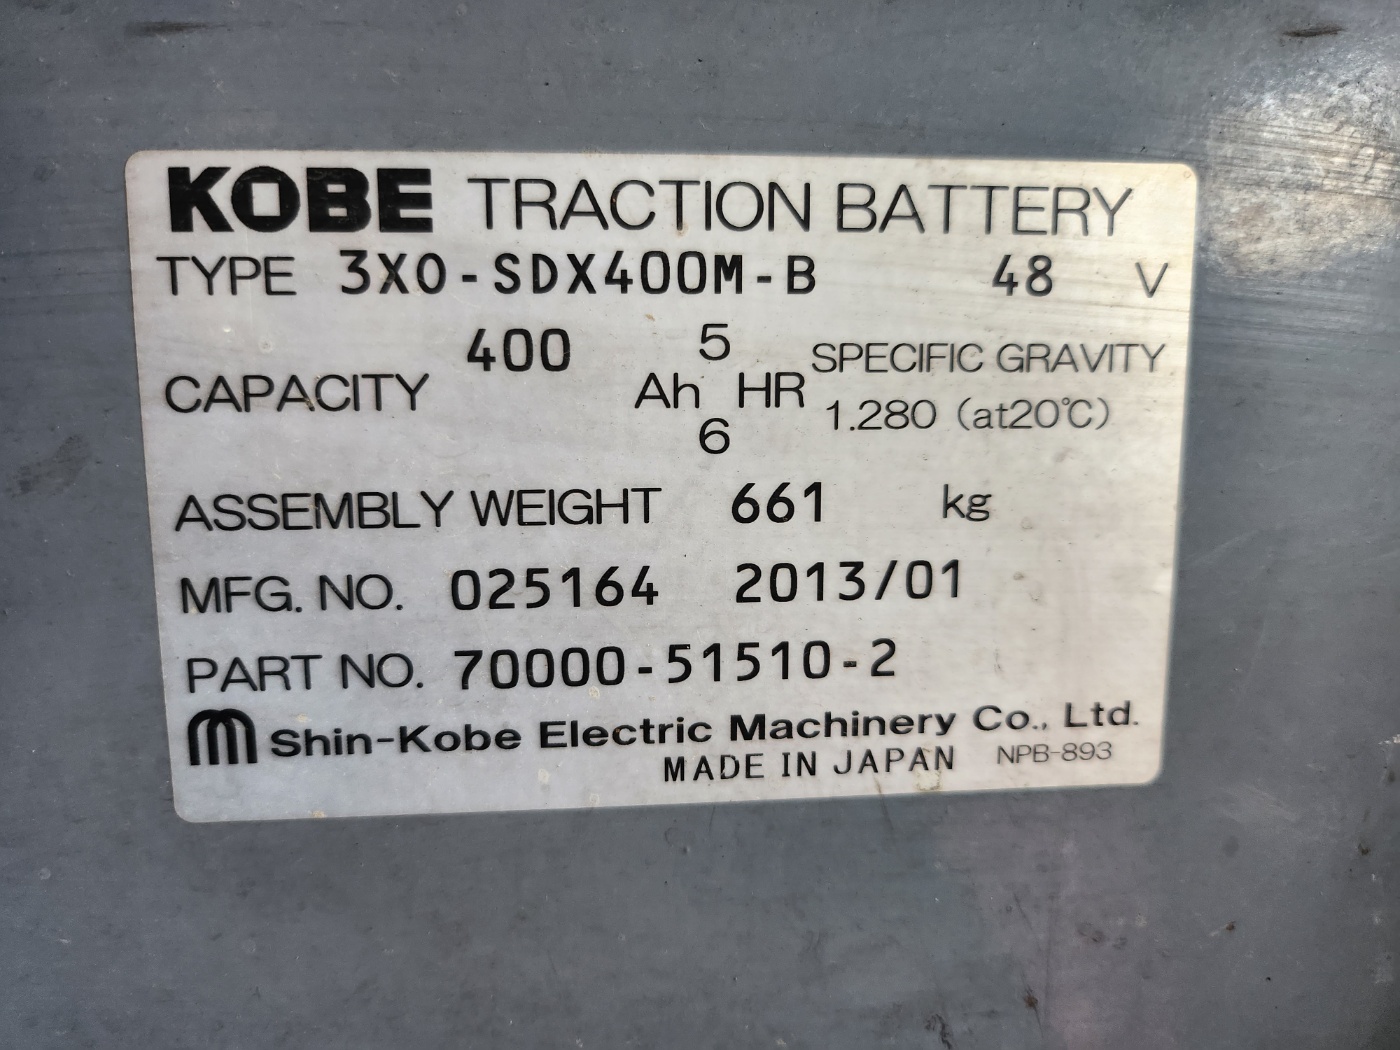 KOBE TRACTION BATTERY
TYPE 3X0-SDX400M-B 48 V
CAPACITY 400 Ah 5 HR 6
SPECIFIC GRAVITY
1.280 (at20℃)
ASSEMBLY WEIGHT 661 kg
MFG. NO. 025164 2013/01
PART NO. 70000-51510-2
Shin-Kobe Electric Machinery Co., Ltd.
MADE IN JAPAN NPB-893